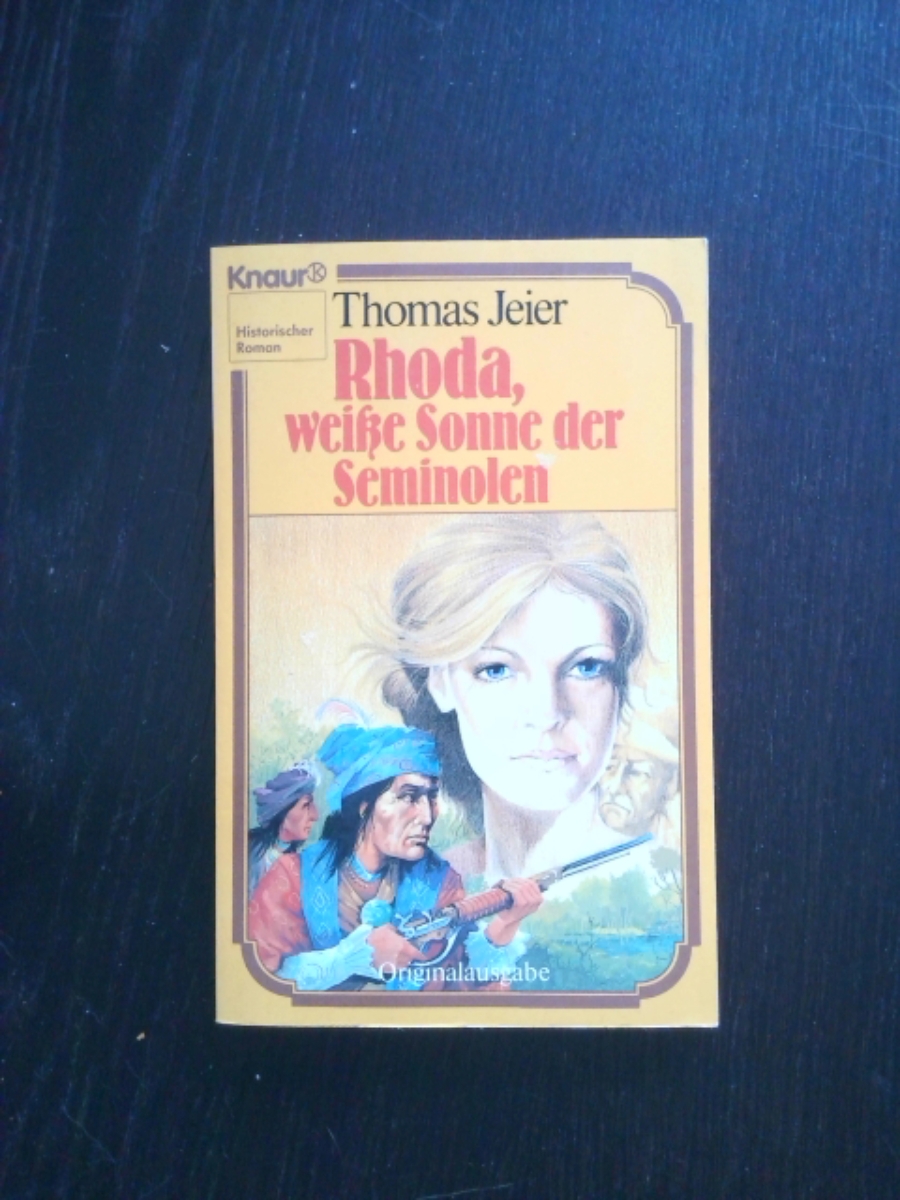 Knaur
Historischer
Roman
Thomas Jeier
Rhoda,
weiße Sonne der
Seminolen
Originalausgabe